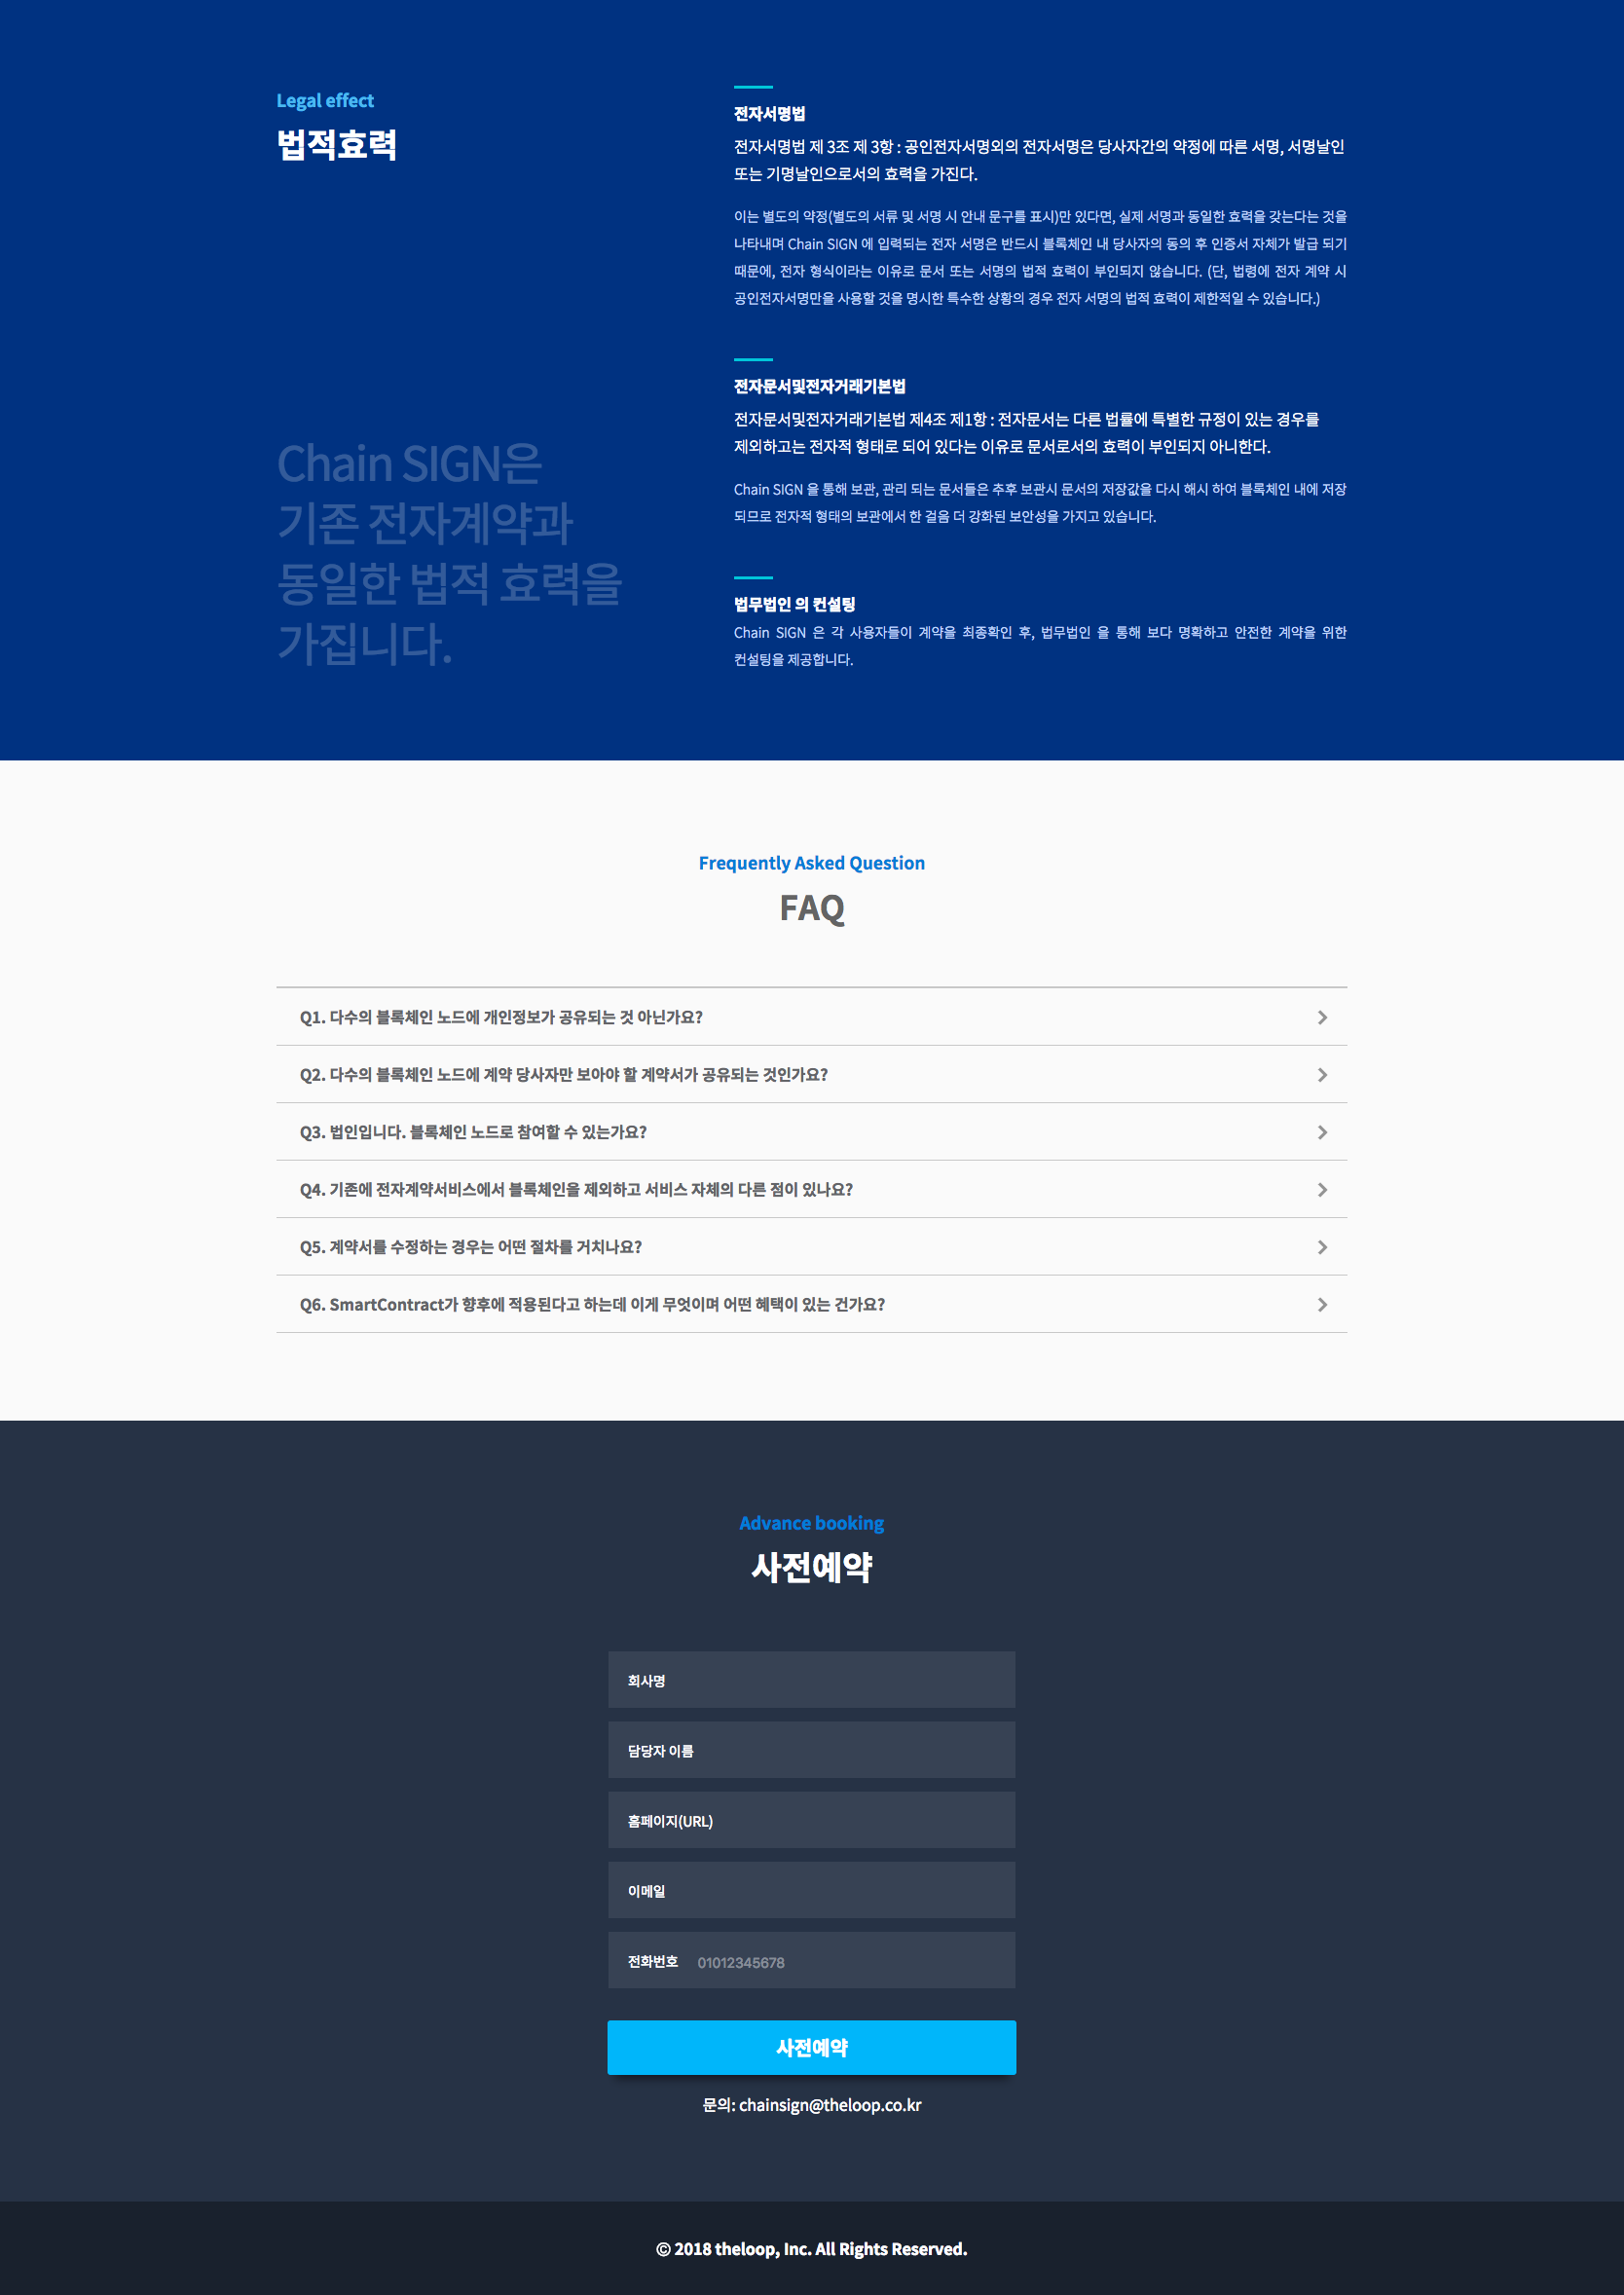 Legal effect
법적효력
Chain SIGN은
기존 전자계약과
동일한 법적 효력을
가집니다.
전자서명법
전자서명법 제 3조 제 3항 : 공인전자서명외의 전자서명은 당사자간의 약정에 따른 서명, 서명날인
또는 기명날인으로서의 효력을 가진다.
이는 별도의 약정(별도의 서류 및 서명 시 안내 문구를 표시)만 있다면, 실제 서명과 동일한 효력을 갖는다는 것을
나타내며 Chain SIGN 에 입력되는 전자 서명은 반드시 블록체인 내 당사자의 동의 후 인증서 자체가 발급 되기
때문에, 전자 형식이라는 이유로 문서 또는 서명의 법적 효력이 부인되지 않습니다. (단, 법령에 전자 계약 시
공인전자서명만을 사용할 것을 명시한 특수한 상황의 경우 전자 서명의 법적 효력이 제한적일 수 있습니다.)
전자문서및전자거래기본법
전자문서및전자거래기본법 제4조 제1항 : 전자문서는 다른 법률에 특별한 규정이 있는 경우를
제외하고는 전자적 형태로 되어 있다는 이유로 문서로서의 효력이 부인되지 아니한다.
Chain SIGN 을 통해 보관, 관리 되는 문서들은 추후 보관시 문서의 저장값을 다시 해시 하여 블록체인 내에 저장
되므로 전자적 형태의 보관에서 한 걸음 더 강화된 보안성을 가지고 있습니다.
법무법인 의 컨설팅
Chain SIGN 은 각 사용자들이 계약을 최종확인 후, 법무법인 을 통해 보다 명확하고 안전한 계약을 위한
컨설팅을 제공합니다.
Frequently Asked Question
FAQ
Q1. 다수의 블록체인 노드에 개인정보가 공유되는 것 아닌가요?
Q2. 다수의 블록체인 노드에 계약 당사자만 보아야 할 계약서가 공유되는 것인가요?
Q3. 법인입니다. 블록체인 노드로 참여할 수 있는가요?
Q4. 기존에 전자계약서비스에서 블록체인을 제외하고 서비스 자체의 다른 점이 있나요?
Q5. 계약서를 수정하는 경우는 어떤 절차를 거치나요?
Q6. SmartContract가 향후에 적용된다고 하는데 이게 무엇이며 어떤 혜택이 있는 건가요?
Advance booking
사전예약
회사명
담당자 이름
홈페이지(URL)
이메일
전화번호 01012345678
사전예약
문의: chainsign@theloop.co.kr
© 2018 theloop, Inc. All Rights Reserved.